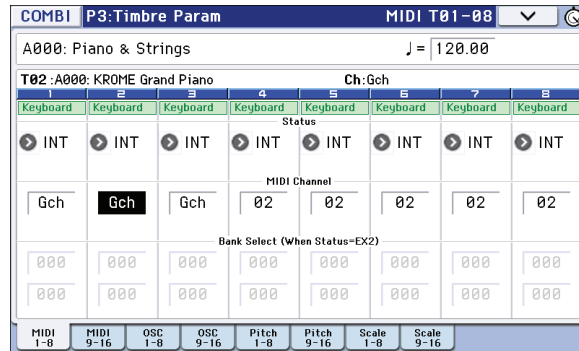 COMBI P3:Timbre Param MIDI T01-08
A000: Piano & Strings ♩= 120.00
T02 :A000: KROME Grand Piano Ch:Gch
1 2 3 4 5 6 7 8
Keyboard Keyboard Keyboard Keyboard Keyboard Keyboard Keyboard Keyboard
Status
INT INT INT INT INT INT INT INT
MIDI Channel
Gch Gch Gch 02 02 02 02 02
Bank Select (When Status=EX2)
000 000 000 000 000 000 000 000
000 000 000 000 000 000 000 000
MIDI MIDI OSC OSC Pitch Pitch Scale Scale
1-8 9-16 1-8 9-16 1-8 9-16 1-8 9-16